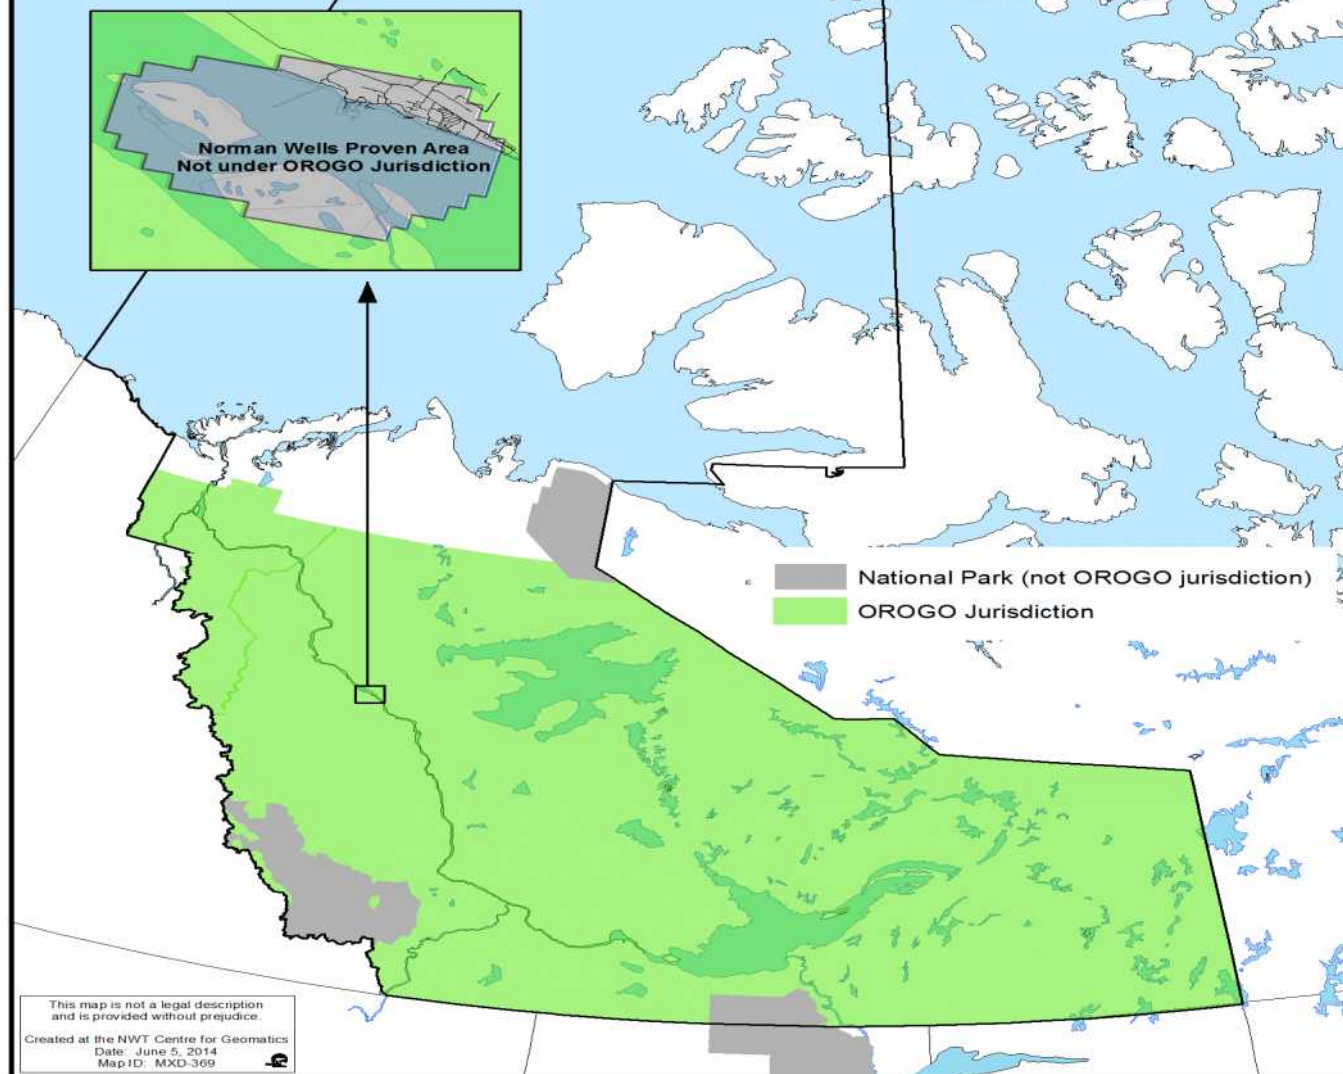 Norman Wells Proven Area
Not under OROGO Jurisdiction
National Park (not OROGO jurisdiction)
OROGO Jurisdiction
This map is not a legal description
and is provided without prejudice.
Created at the NWT Centre for Geomatics
Date: June 5, 2014
Map ID: MXD-369